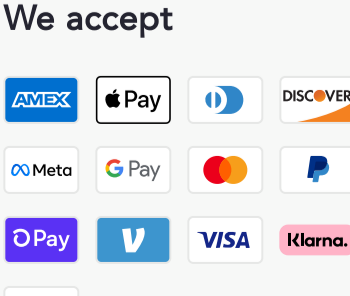 We accept
AMEX Pay DISCOVER
Meta G Pay P
Pay V VISA Klarna.